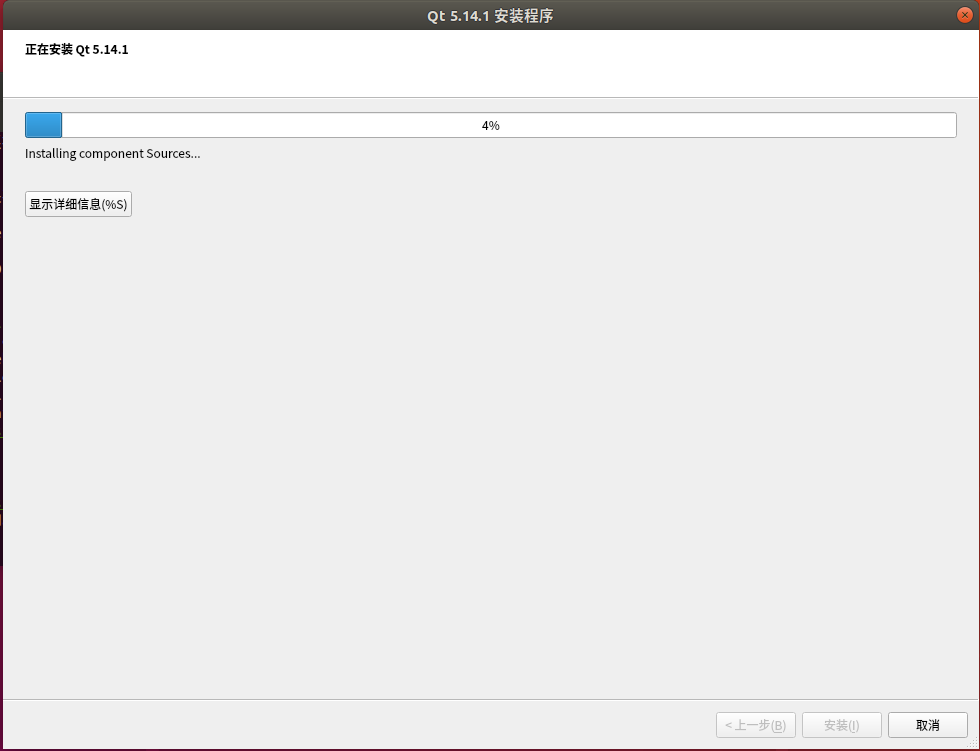 Qt 5.14.1 安装程序
正在安装 Qt 5.14.1
4%
Installing component Sources...
显示详细信息(%S)
< 上一步(B)
安装(I)
取消